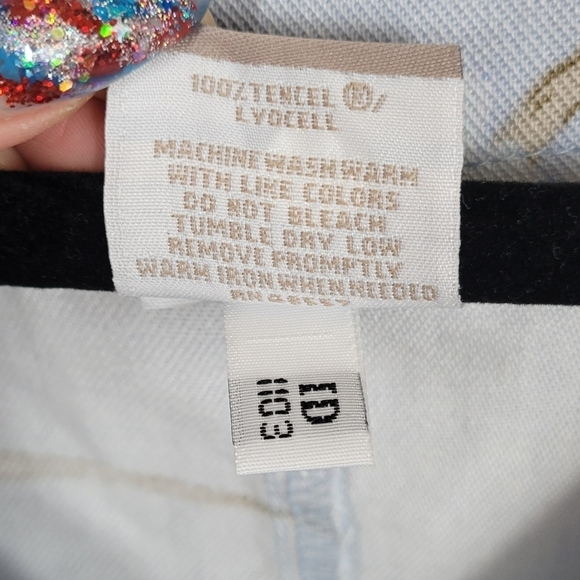 100%TENCEL ®/
LYOCELL
MACHINE WASH WARM
WITH LIKE COLORS
DO NOT BLEACH
TUMBLE DRY LOW
REMOVE PROMPTLY
WARM IRON WHEN NEEDED
ID
1103